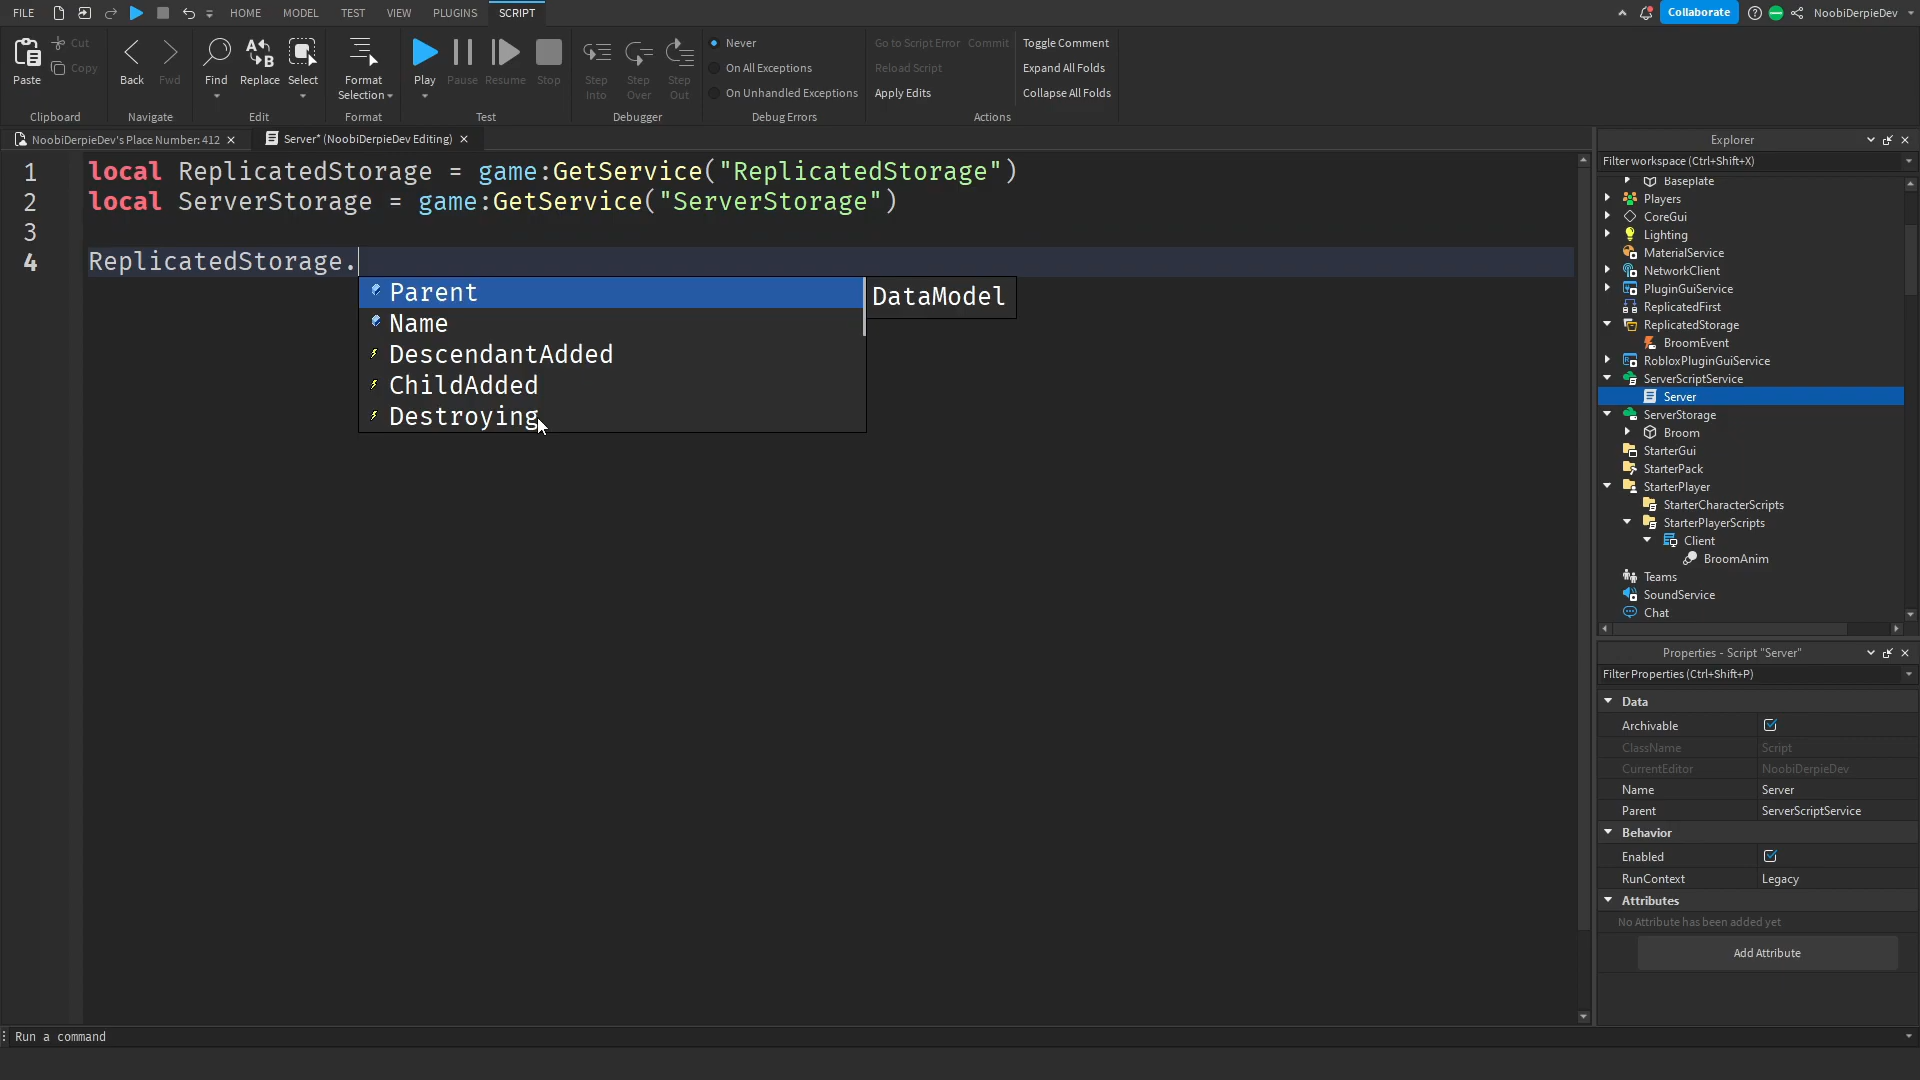 FILE HOME MODEL TEST VIEW PLUGINS SCRIPT Collaborate NoobiDerpieDev
Paste Cut Copy
Back Fwd
Find Replace Select
Format Selection
Play Pause Resume Stop
Step Into Step Over Step Out
Never
On All Exceptions
On Unhandled Exceptions
Go to Script Error Commit
Reload Script
Apply Edits
Toggle Comment
Expand All Folds
Collapse All Folds
Clipboard Navigate Edit Format Test Debugger Debug Errors Actions
NoobiDerpieDev's Place Number: 412 Server* (NoobiDerpieDev Editing)
1 local ReplicatedStorage = game:GetService("ReplicatedStorage")
2 local ServerStorage = game:GetService("ServerStorage")
3
4 ReplicatedStorage.
Parent DataModel
Name
DescendantAdded
ChildAdded
Destroying
Explorer
Filter workspace (Ctrl+Shift+X)
Baseplate
Players
CoreGui
Lighting
MaterialService
NetworkClient
PluginGuiService
ReplicatedFirst
ReplicatedStorage
BroomEvent
RobloxPluginGuiService
ServerScriptService
Server
ServerStorage
Broom
StarterGui
StarterPack
StarterPlayer
StarterCharacterScripts
StarterPlayerScripts
Client
BroomAnim
Teams
SoundService
Chat
Properties - Script "Server"
Filter Properties (Ctrl+Shift+P)
Data
Archivable
ClassName Script
CurrentEditor NoobiDerpieDev
Name Server
Parent ServerScriptService
Behavior
Enabled
RunContext Legacy
Attributes
No Attribute has been added yet
Add Attribute
Run a command